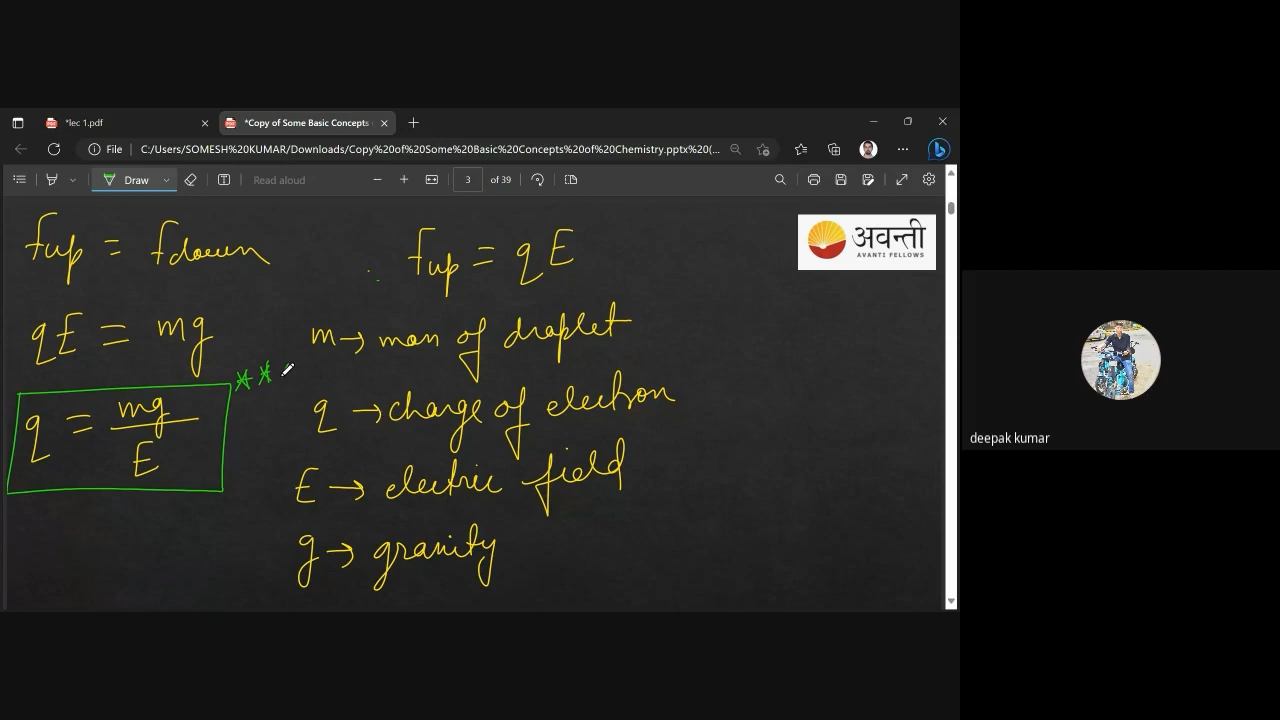 *lec 1.pdf
*Copy of Some Basic Concepts
File
C:/Users/SOMESH%20KUMAR/Downloads/Copy%20of%20Some%20Basic%20Concepts%20of%20Chemistry.pptx%20(...
Draw
Read aloud
3 of 39
अवन्ती
AVANTI FELLOWS
fup = fdown
fup = qE
qE = mg
m → mass of droplet
q = mg/E
**
q → charge of electron
E → electric field
g → gravity
deepak kumar